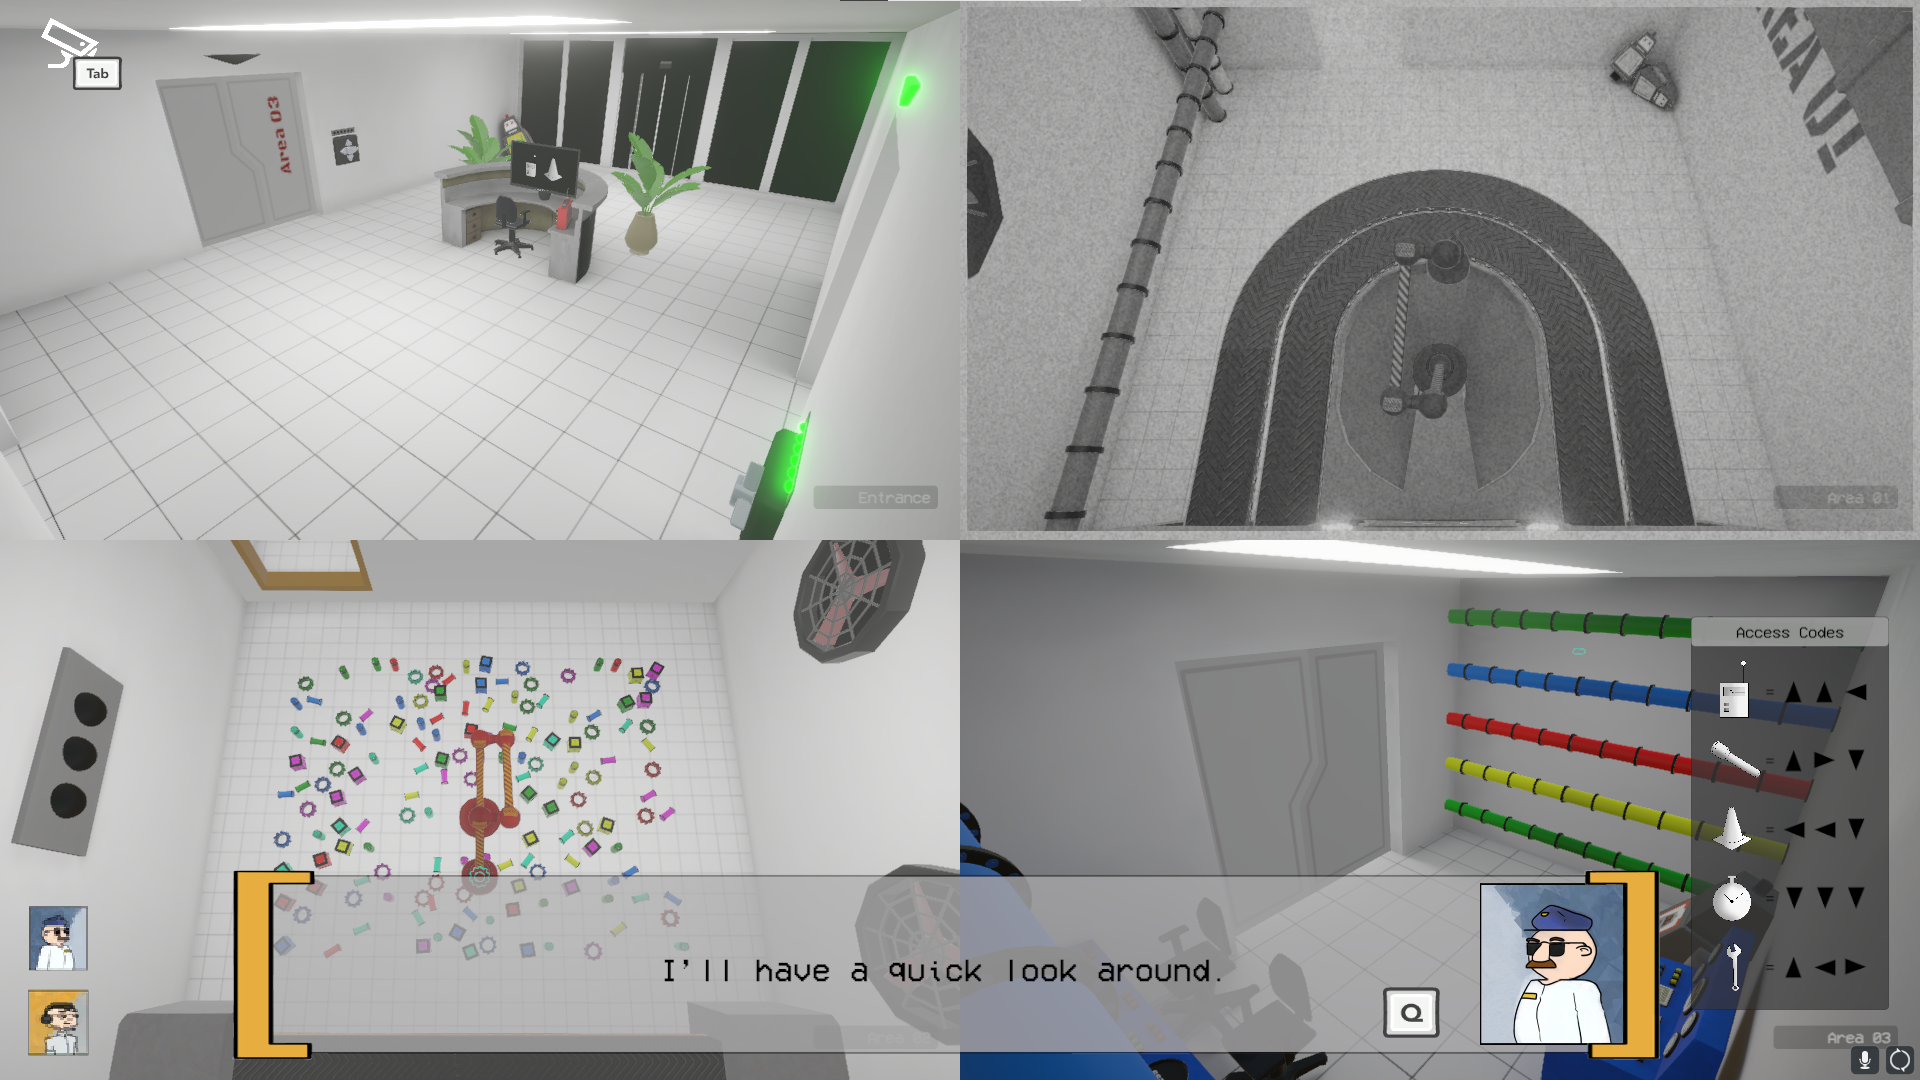 Tab
Area 03
Entrance
Area 01
Access Codes
= 
=
=
=
=
I'll have a quick look around.
Q
Area 03